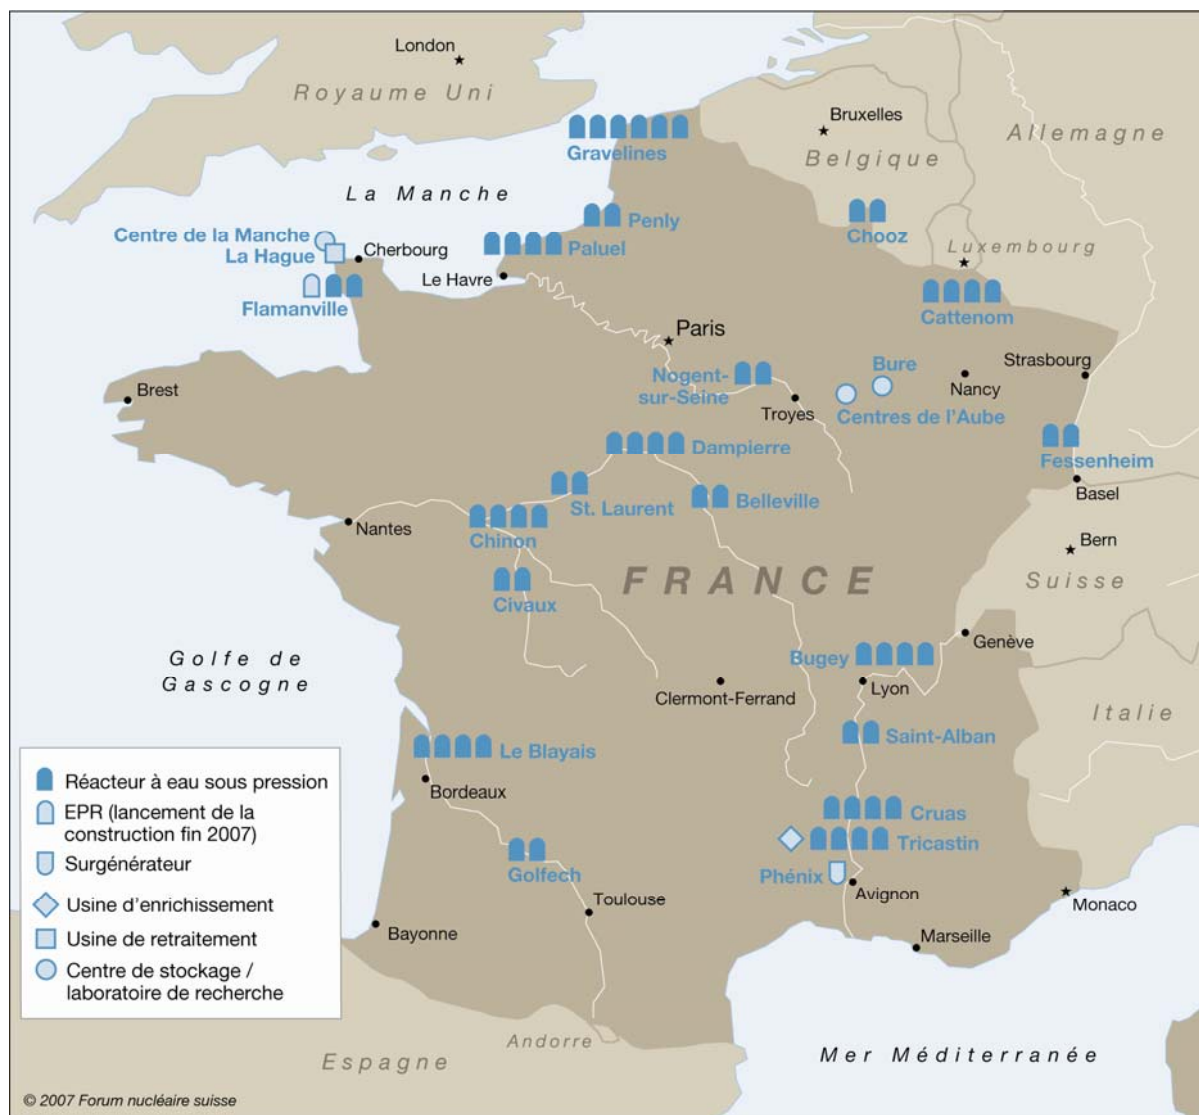 London
Royaume Uni
Bruxelles
Belgique
Allemagne
Gravelines
La Manche
Penly
Chooz
Centre de la Manche
La Hague
Cherbourg
Paluel
Luxembourg
Le Havre
Flamanville
Cattenom
Paris
Bure
Strasbourg
Nogent-
sur-Seine
Nancy
Brest
Troyes
Centres de l'Aube
Dampierre
Fessenheim
Basel
St. Laurent
Belleville
Nantes
Chinon
Bern
FRANCE
Suisse
Civaux
Genève
Golfe de
Gascogne
Bugey
Clermont-Ferrand
Lyon
Italie
Saint-Alban
Le Blayais
Bordeaux
Cruas
Tricastin
Golfech
Phénix
Avignon
Monaco
Toulouse
Bayonne
Marseille
Réacteur à eau sous pression
EPR (lancement de la
construction fin 2007)
Surgénérateur
Usine d'enrichissement
Usine de retraitement
Centre de stockage /
laboratoire de recherche
Andorre
Espagne
Mer Méditerranée
© 2007 Forum nucléaire suisse